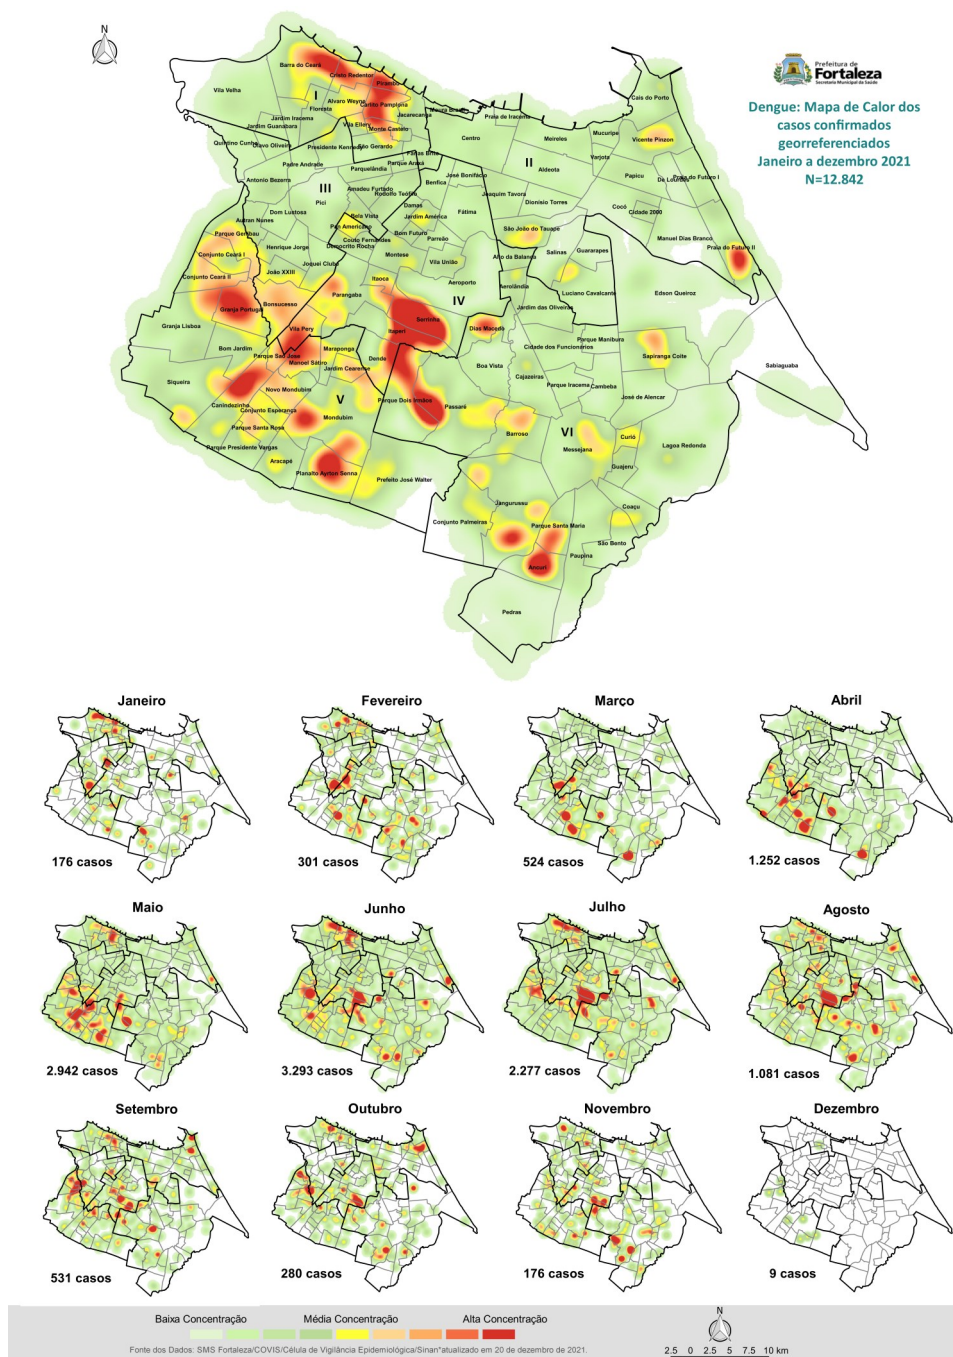 N
Prefeitura de
Fortaleza
Secretaria Municipal da Saúde
Dengue: Mapa de Calor dos
casos confirmados
georreferenciados
Janeiro a dezembro 2021
N=12.842
Barra do Ceará
Cristo Redentor
Pirambu
Vila Velha
I
Alvaro Weyne
Carlito Pamplona
Floresta
Jacarecanga
Moura Brasil
Jardim Iracema
Jardim Guanabara
Vila Ellery
Monte Castelo
Praia de Iracema
Cais do Porto
Mucuripe
Vicente Pinzon
Quintino Cunha
Olavo Oliveira
Presidente Kennedy
São Gerardo
Farias Brito
Centro
Meireles
Varjota
Padre Andrade
Parquelândia
Parque Araxá
II
Aldeota
Papicu
De Lourdes
Praia do Futuro I
Antonio Bezerra
III
Amadeu Furtado
Rodolfo Teófilo
Benfica
José Bonifácio
Joaquim Tavora
Pici
Damas
Dionisio Torres
Cocó
Cidade 2000
Dom Lustosa
Autran Nunes
Bela Vista
Jardim América
Fátima
Pan Americano
Bom Futuro
São João do Tauape
Manuel Dias Branco
Parque Genibau
Couto Fernandes
Parreão
Henrique Jorge
Democrito Rocha
Praia do Futuro II
Conjunto Ceará I
Joquei Clube
Montese
Vila União
Alto da Balança
Salinas
Guararapes
Conjunto Ceará II
João XXIII
Itaoca
Aeroporto
Aerolândia
Luciano Cavalcante
Edson Queiroz
Granja Portugal
Bonsucesso
Parangaba
IV
Serrinha
Jardim das Oliveiras
Granja Lisboa
Vila Pery
Itaperi
Dias Macedo
Parque Manibura
Bom Jardim
Parque São José
Maraponga
Cidade dos Funcionários
Manoel Sátiro
Dende
Sapiranga Coite
Jardim Cearense
Boa Vista
Sabiaguaba
Siqueira
Cajazeiras
Novo Mondubim
Parque Iracema
Cambeba
Canindezinho
V
Parque Dois Irmãos
Passaré
José de Alencar
Conjunto Esperança
Mondubim
Parque Santa Rosa
Barroso
VI
Curió
Parque Presidente Vargas
Messejana
Lagoa Redonda
Aracapé
Guajeru
Planalto Ayrton Senna
Prefeito José Walter
Jangurussu
Coaçu
Conjunto Palmeiras
Parque Santa Maria
São Bento
Paupina
Ancuri
Pedras
Janeiro
Fevereiro
Março
Abril
176 casos
301 casos
524 casos
1.252 casos
Maio
Junho
Julho
Agosto
2.942 casos
3.293 casos
2.277 casos
1.081 casos
Setembro
Outubro
Novembro
Dezembro
531 casos
280 casos
176 casos
9 casos
Baixa Concentração
Média Concentração
Alta Concentração
N
Fonte dos Dados: SMS Fortaleza/COVIS/Célula de Vigilância Epidemiológica/Sinan*atualizado em 20 de dezembro de 2021.
2.5 0 2.5 5 7.5 10 km